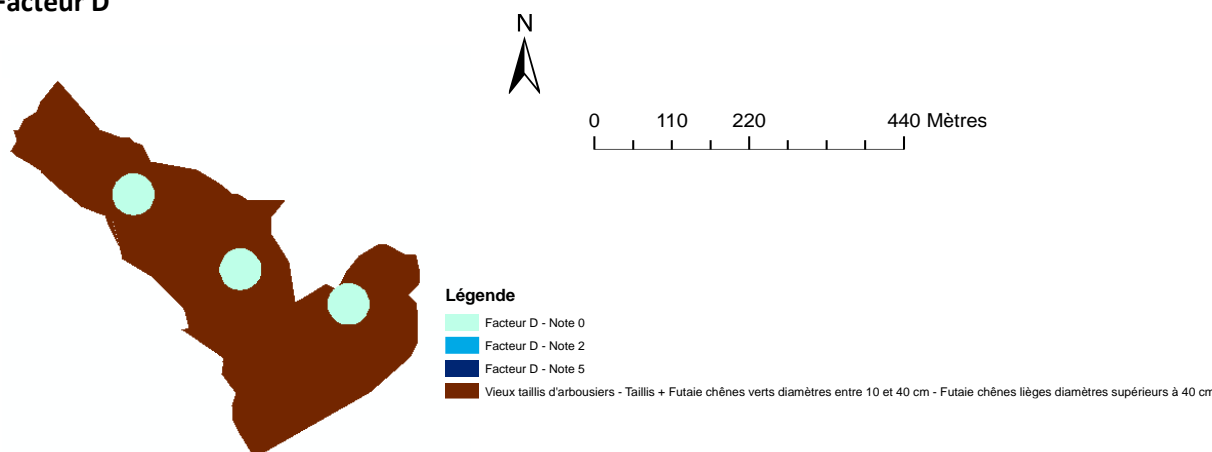 Facteur D
N
0 110 220 440 Mètres
Légende
Facteur D - Note 0
Facteur D - Note 2
Facteur D - Note 5
Vieux taillis d'arbousiers - Taillis + Futaie chênes verts diamètres entre 10 et 40 cm - Futaie chênes lièges diamètres supérieurs à 40 cm